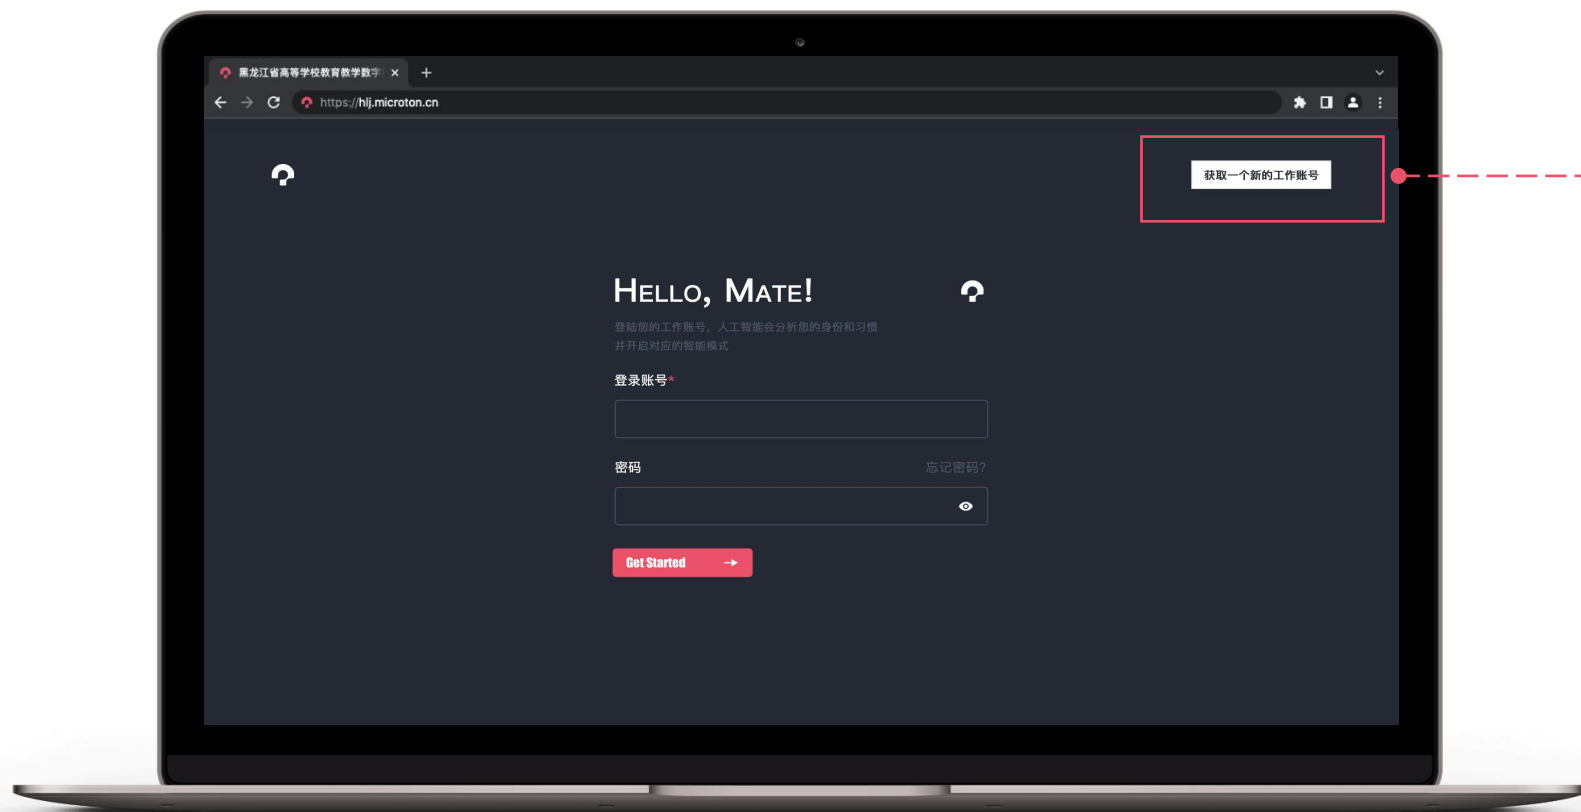 黑龙江省高等学校教育教学数字
https://hlj.microton.cn
获取一个新的工作账号
HELLO, MATE!
登陆您的工作账号，人工智能会分析您的身份和习惯
并开启对应的智能模式
登录账号*
密码
忘记密码?
Get Started